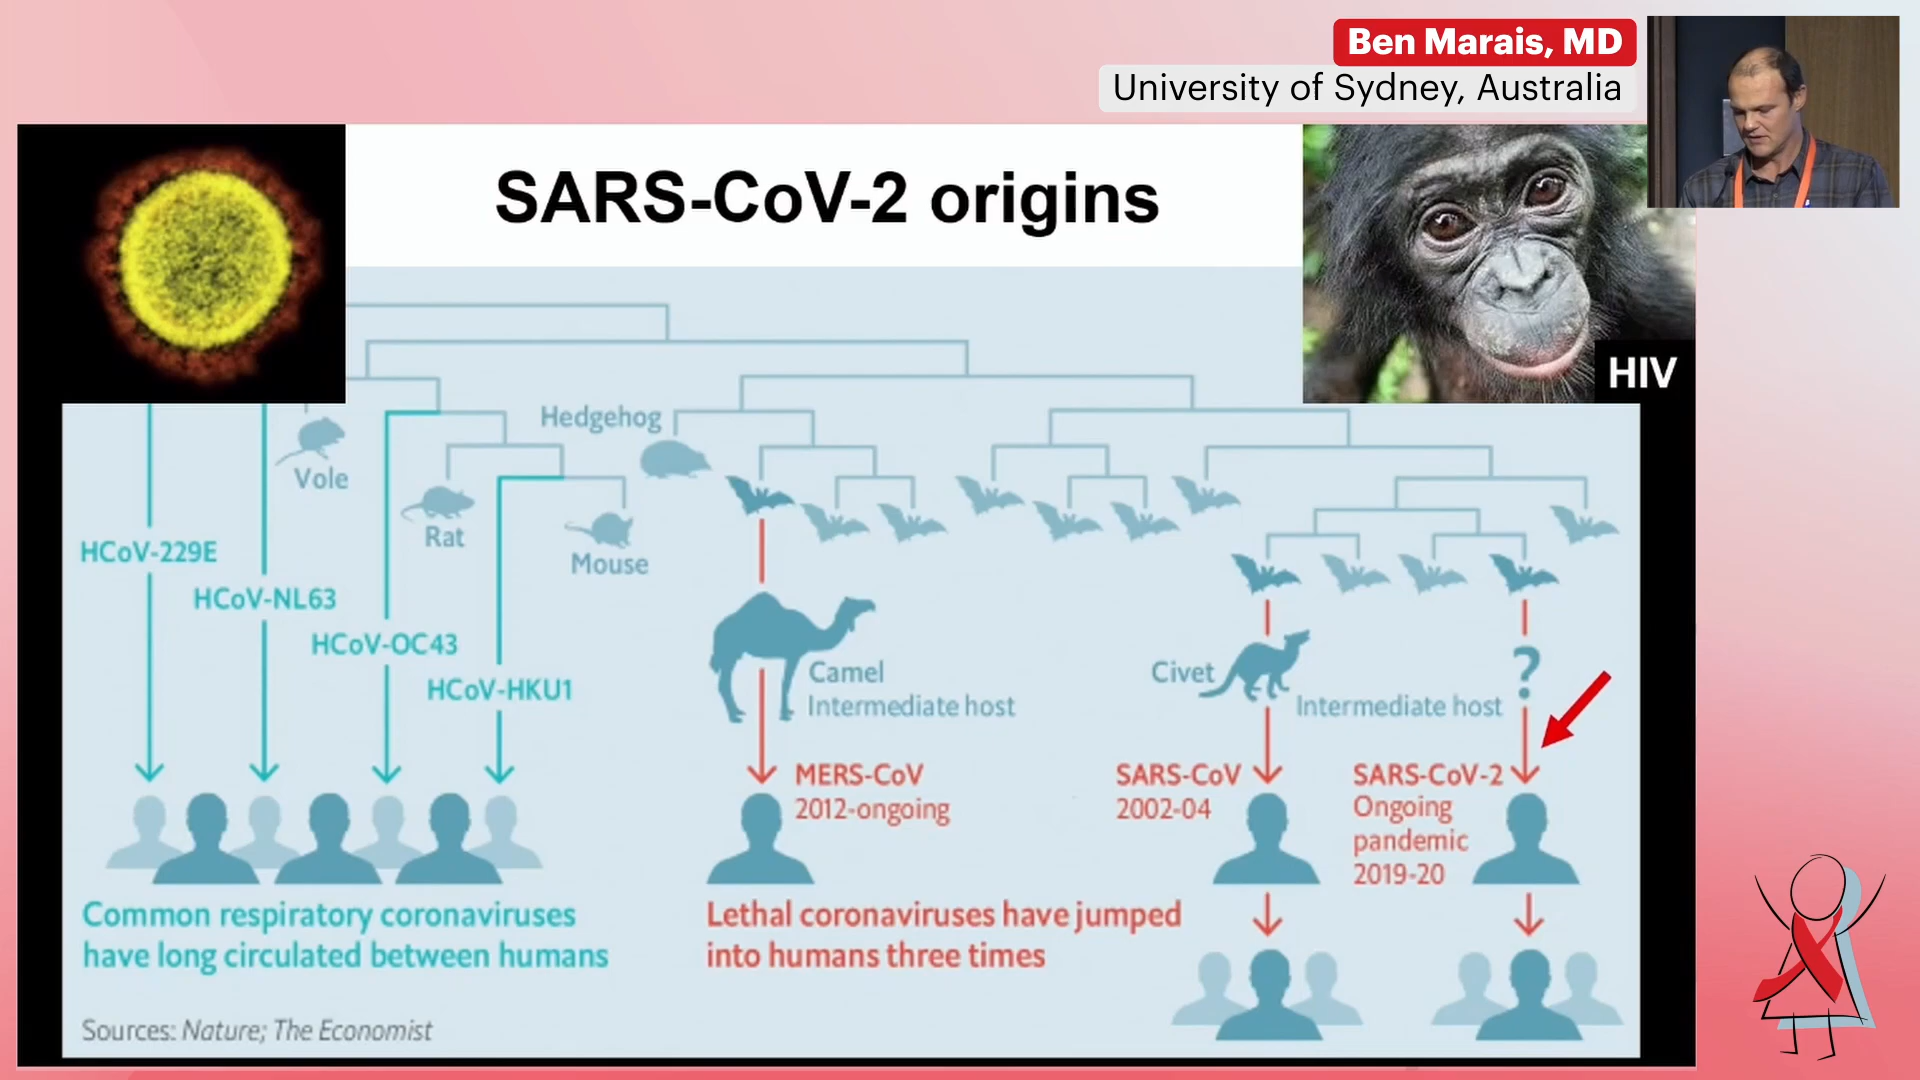 Ben Marais, MD
University of Sydney, Australia
SARS-CoV-2 origins
HIV
Hedgehog
Vole
Rat
Mouse
HCoV-229E
HCoV-NL63
HCoV-OC43
HCoV-HKU1
Camel
Intermediate host
Civet
?
Intermediate host
MERS-CoV
2012-ongoing
SARS-CoV
2002-04
SARS-CoV-2
Ongoing
pandemic
2019-20
Common respiratory coronaviruses
have long circulated between humans
Lethal coronaviruses have jumped
into humans three times
Sources: Nature; The Economist